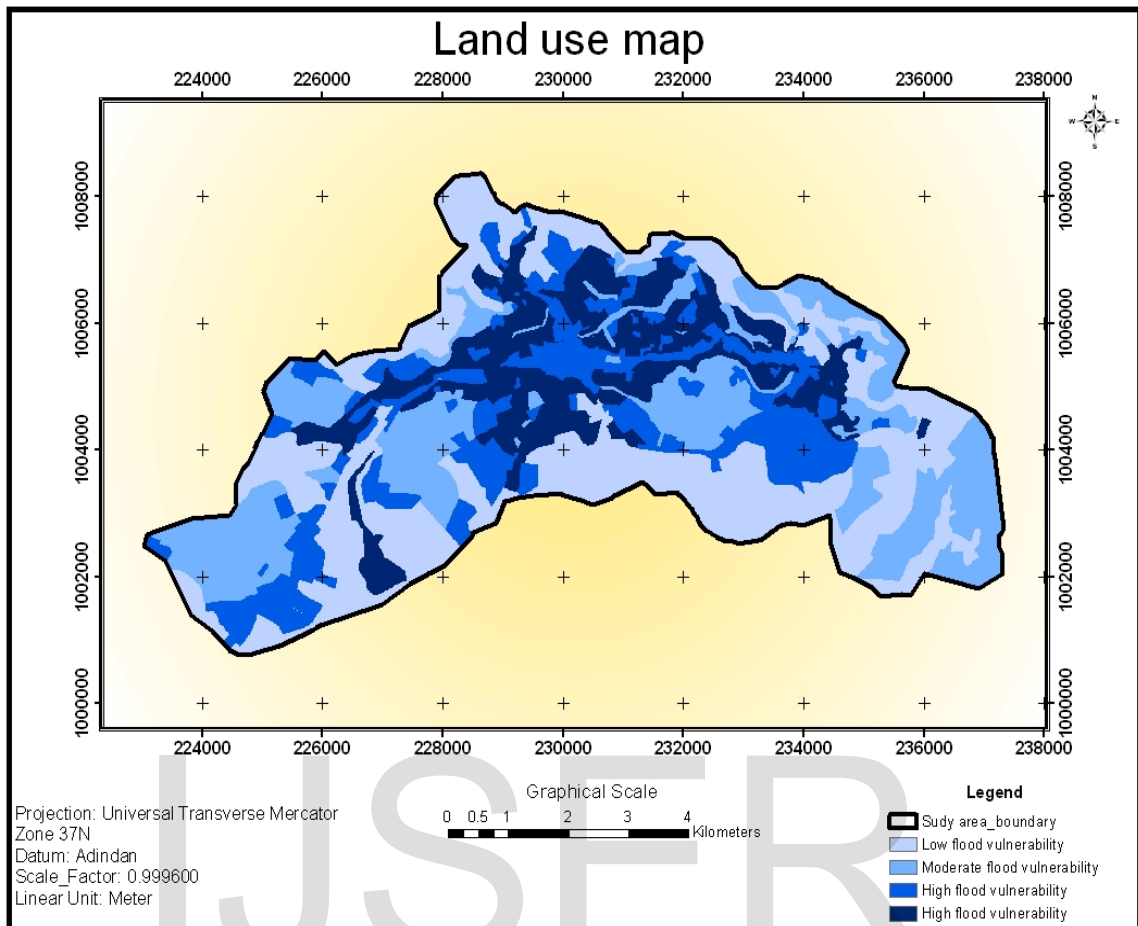 Land use map
224000 226000 228000 230000 232000 234000 236000 238000
N
W E
S
1008000 1008000
1006000 1006000
1004000 1004000
1002000 1002000
1000000 1000000
224000 226000 228000 230000 232000 234000 236000 238000
Projection: Universal Transverse Mercator
Zone 37N
Datum: Adindan
Scale_Factor: 0.999600
Linear Unit: Meter
Graphical Scale
0 0.5 1 2 3 4
Kilometers
Legend
Sudy area_boundary
Low flood vulnerability
Moderate flood vulnerability
High flood vulnerability
High flood vulnerability
IJSER